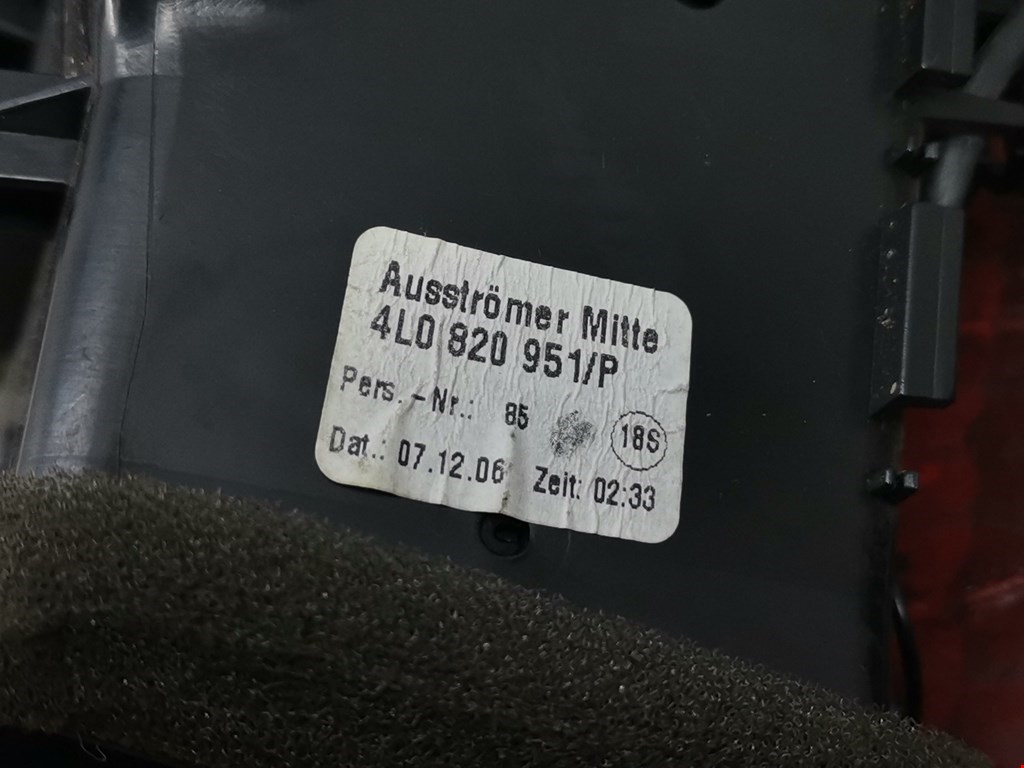 Ausströmer Mitte
4L0 820 951/P
Pers.-Nr.: 85
18S
Dat.: 07.12.06 Zeit: 02:33